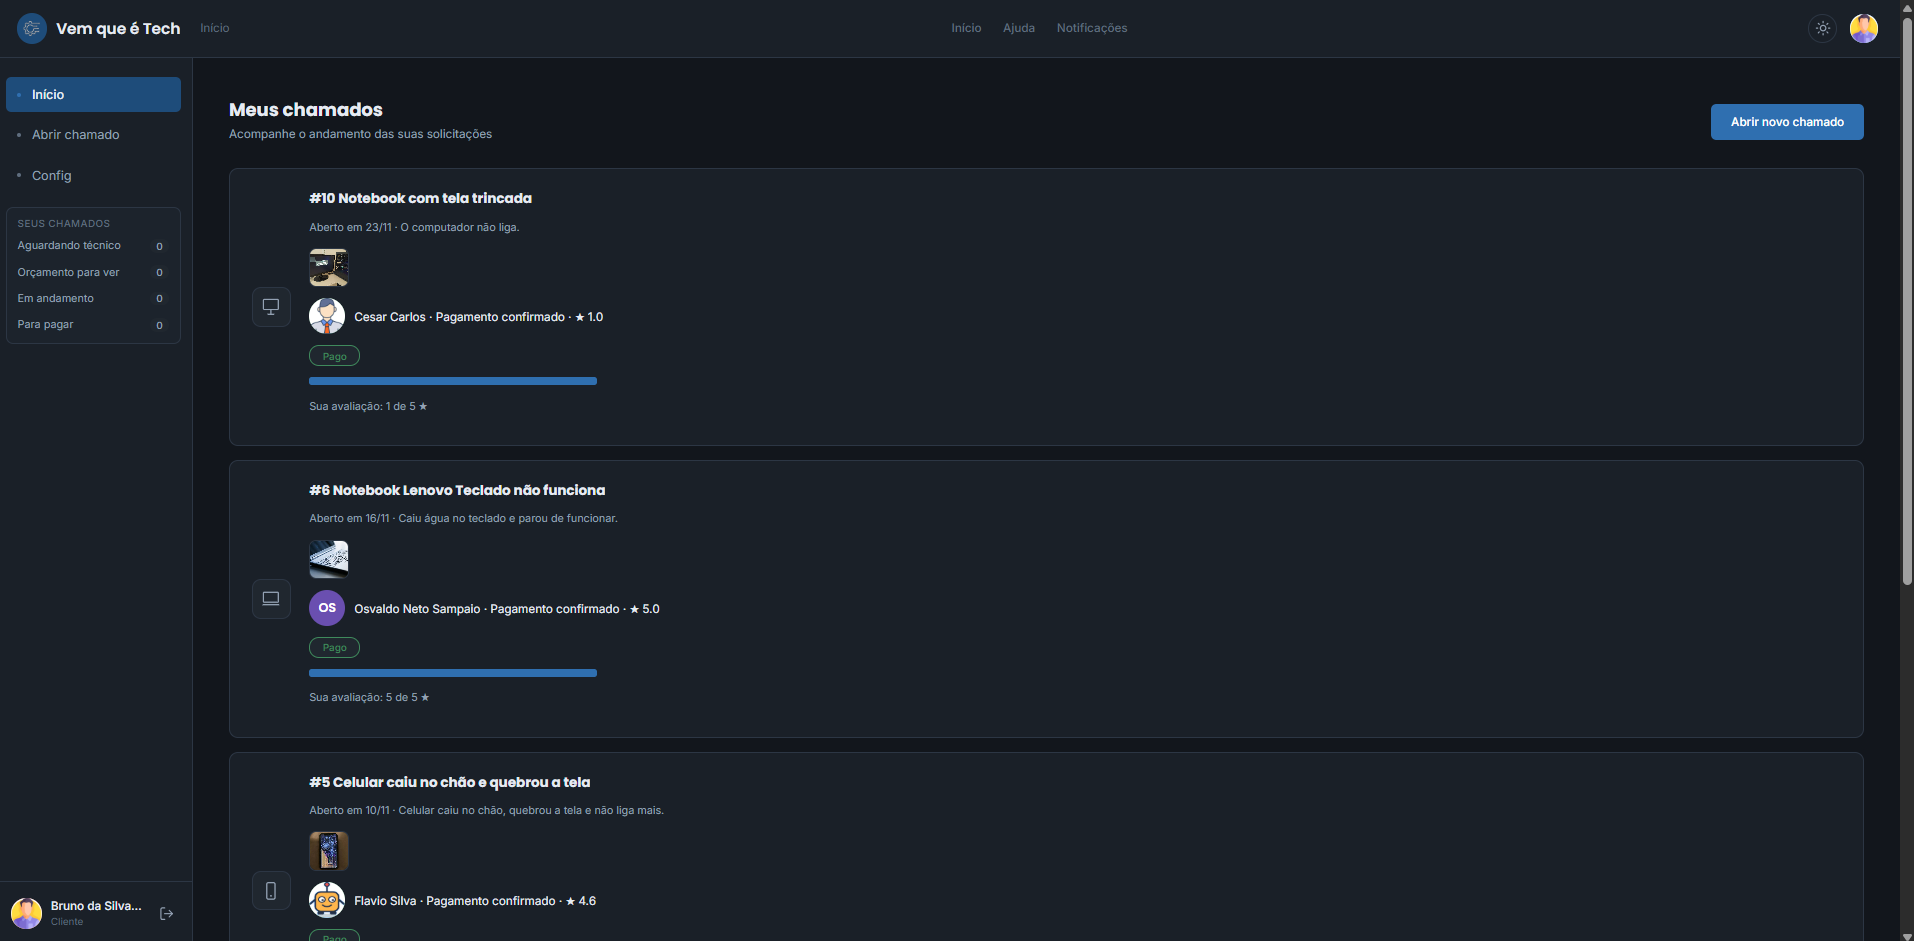 Vem que é Tech
Início
Início
Ajuda
Notificações
Início
Abrir chamado
Config
SEUS CHAMADOS
Aguardando técnico 0
Orçamento para ver 0
Em andamento 0
Para pagar 0
Bruno da Silva...
Cliente
Meus chamados
Acompanhe o andamento das suas solicitações
Abrir novo chamado
#10 Notebook com tela trincada
Aberto em 23/11 · O computador não liga.
Cesar Carlos · Pagamento confirmado · ★ 1.0
Pago
Sua avaliação: 1 de 5 ★
#6 Notebook Lenovo Teclado não funciona
Aberto em 16/11 · Caiu água no teclado e parou de funcionar.
OS
Osvaldo Neto Sampaio · Pagamento confirmado · ★ 5.0
Pago
Sua avaliação: 5 de 5 ★
#5 Celular caiu no chão e quebrou a tela
Aberto em 10/11 · Celular caiu no chão, quebrou a tela e não liga mais.
Flavio Silva · Pagamento confirmado · ★ 4.6
Pago